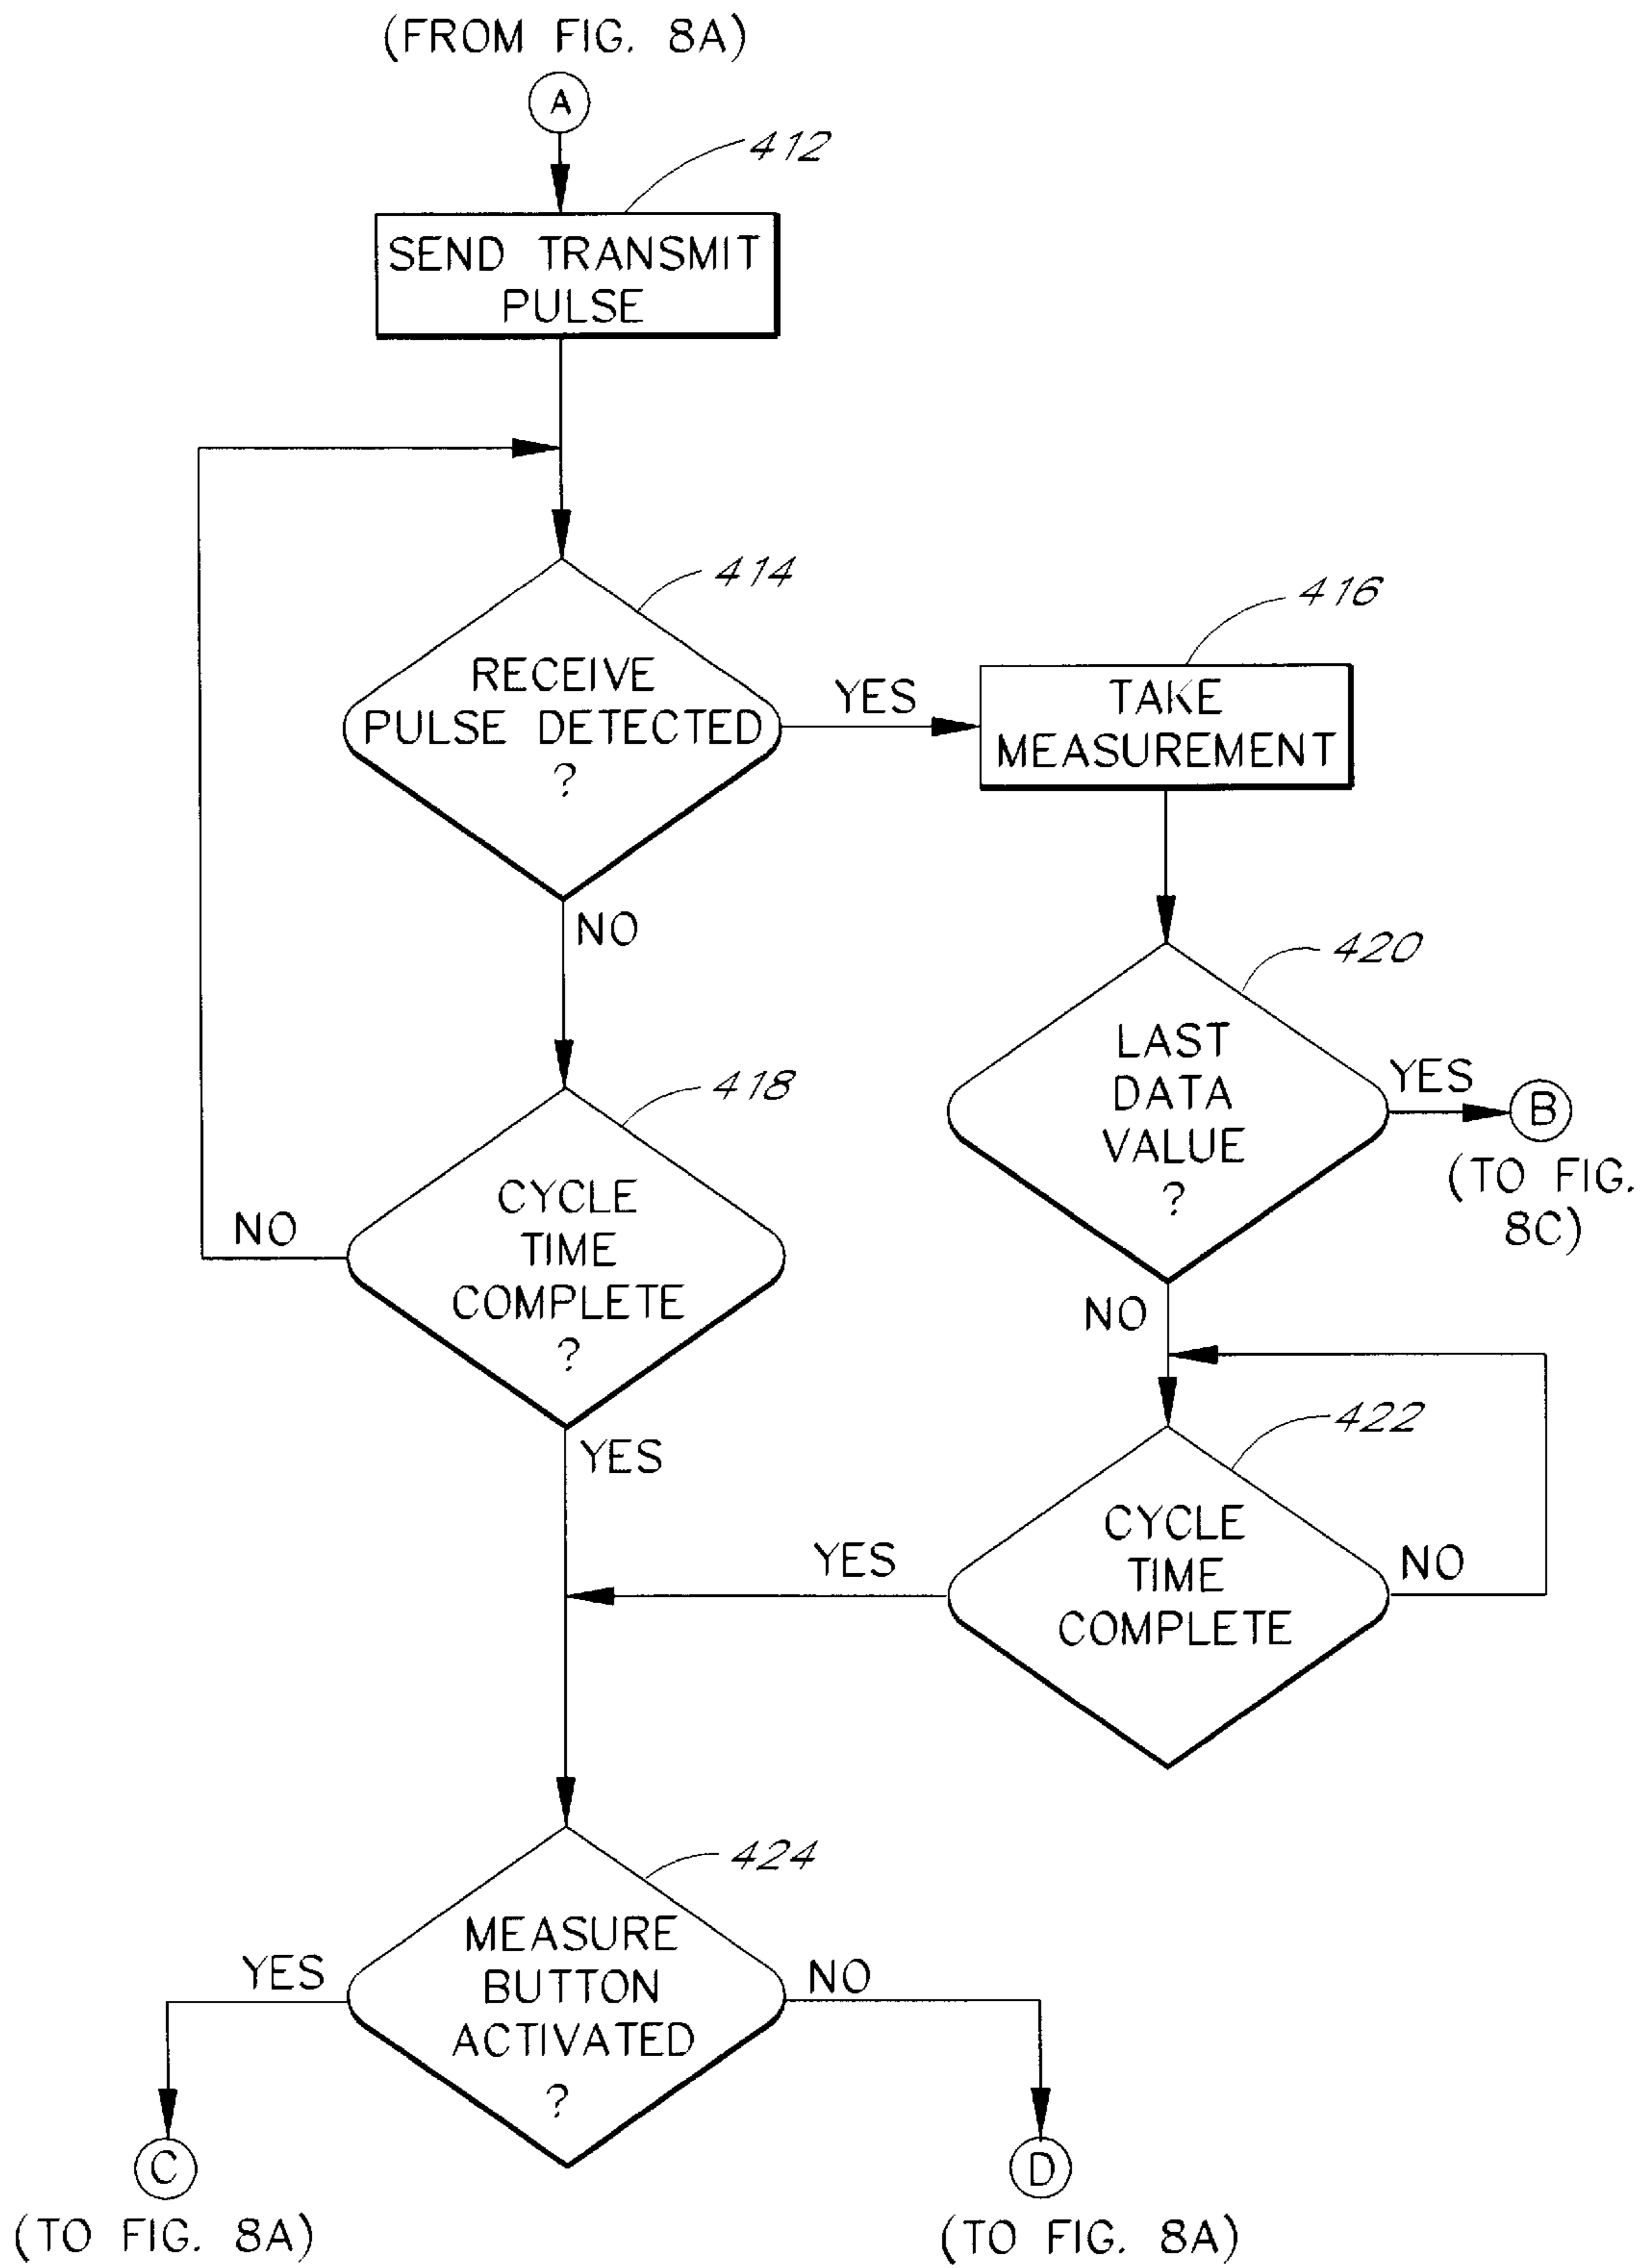 (FROM FIG. 8A)
A
412
SEND TRANSMIT
PULSE
414
RECEIVE
PULSE DETECTED
?
YES
416
TAKE
MEASUREMENT
NO
420
LAST
DATA
VALUE
?
YES
B
(TO FIG.
8C)
418
CYCLE
TIME
COMPLETE
?
NO
YES
NO
422
CYCLE
TIME
COMPLETE
YES
NO
424
MEASURE
BUTTON
ACTIVATED
?
YES
NO
C
(TO FIG. 8A)
D
(TO FIG. 8A)